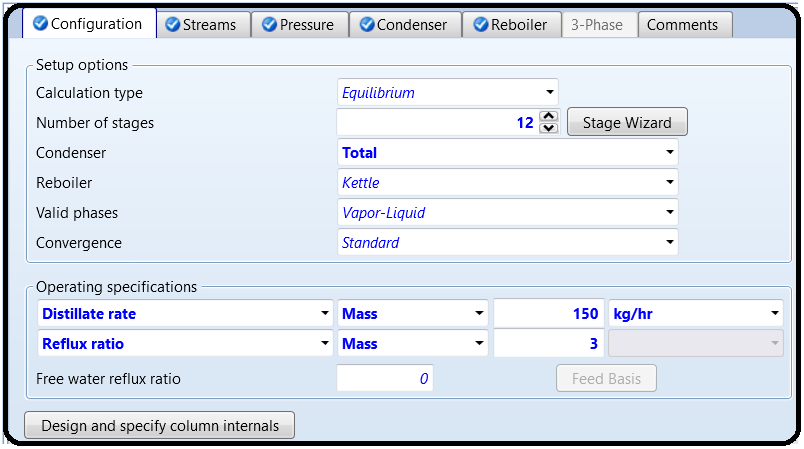 Configuration Streams Pressure Condenser Reboiler 3-Phase Comments
Setup options
Calculation type Equilibrium
Number of stages 12 Stage Wizard
Condenser Total
Reboiler Kettle
Valid phases Vapor-Liquid
Convergence Standard
Operating specifications
Distillate rate Mass 150 kg/hr
Reflux ratio Mass 3
Free water reflux ratio 0 Feed Basis
Design and specify column internals